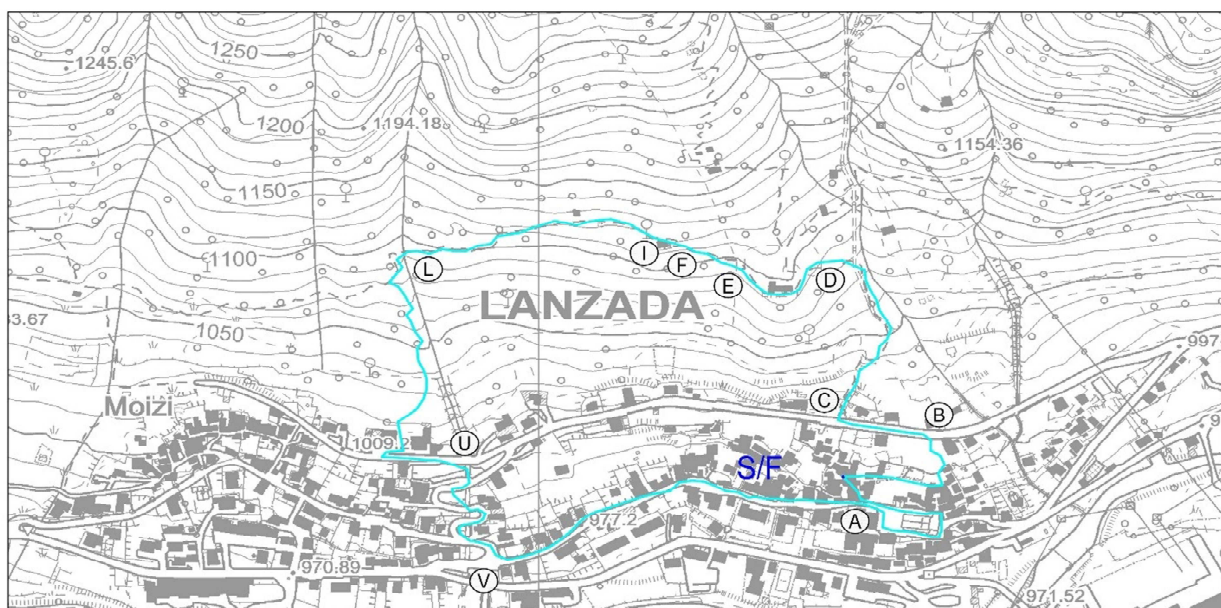 1250
1245.6
1200
1194.18
1154.36
1150
1100
L
I
F
E
D
LANZADA
1050
33.67
997
Moizi
C
B
1009.2
U
S/F
A
977.2
970.89
V
971.52